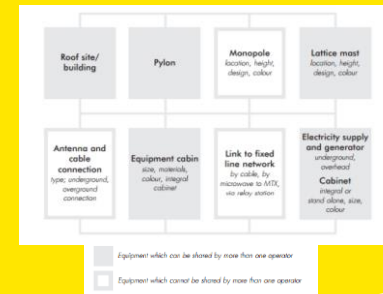 Roof site/
building
Pylon
Monopole
location, height,
design, colour
Lattice mast
location, height,
design, colour
Antenna and
cable
connection
type; underground,
overground
connection
Equipment cabin
size, materials,
colour, integral
cabinet
Link to fixed
line network
by cable, by
microwave to MTX,
via relay station
Electricity supply
and generator
underground,
overhead
Cabinet
integral or
stand alone, size,
colour
Equipment which can be shared by more than one operator
Equipment which cannot be shared by more than one operator